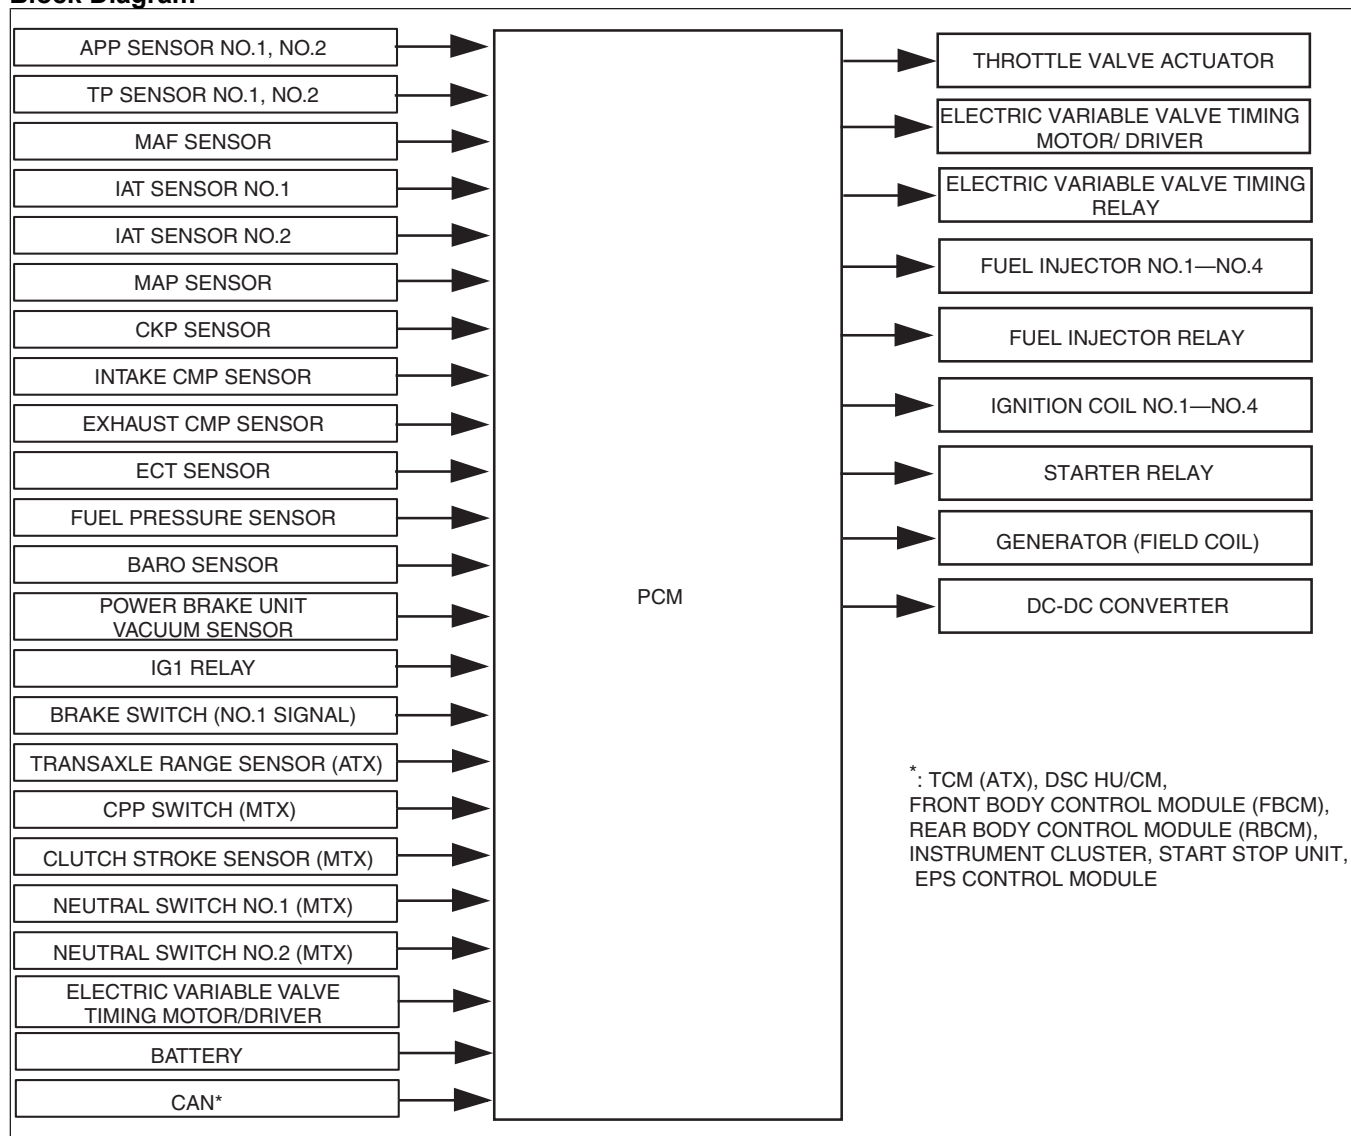 Block Diagram
APP SENSOR NO.1, NO.2
TP SENSOR NO.1, NO.2
MAF SENSOR
IAT SENSOR NO.1
IAT SENSOR NO.2
MAP SENSOR
CKP SENSOR
INTAKE CMP SENSOR
EXHAUST CMP SENSOR
ECT SENSOR
FUEL PRESSURE SENSOR
BARO SENSOR
POWER BRAKE UNIT
VACUUM SENSOR
IG1 RELAY
BRAKE SWITCH (NO.1 SIGNAL)
TRANSAXLE RANGE SENSOR (ATX)
CPP SWITCH (MTX)
CLUTCH STROKE SENSOR (MTX)
NEUTRAL SWITCH NO.1 (MTX)
NEUTRAL SWITCH NO.2 (MTX)
ELECTRIC VARIABLE VALVE
TIMING MOTOR/DRIVER
BATTERY
CAN*
PCM
THROTTLE VALVE ACTUATOR
ELECTRIC VARIABLE VALVE TIMING
MOTOR/ DRIVER
ELECTRIC VARIABLE VALVE TIMING
RELAY
FUEL INJECTOR NO.1—NO.4
FUEL INJECTOR RELAY
IGNITION COIL NO.1—NO.4
STARTER RELAY
GENERATOR (FIELD COIL)
DC-DC CONVERTER
*: TCM (ATX), DSC HU/CM,
FRONT BODY CONTROL MODULE (FBCM),
REAR BODY CONTROL MODULE (RBCM),
INSTRUMENT CLUSTER, START STOP UNIT,
EPS CONTROL MODULE